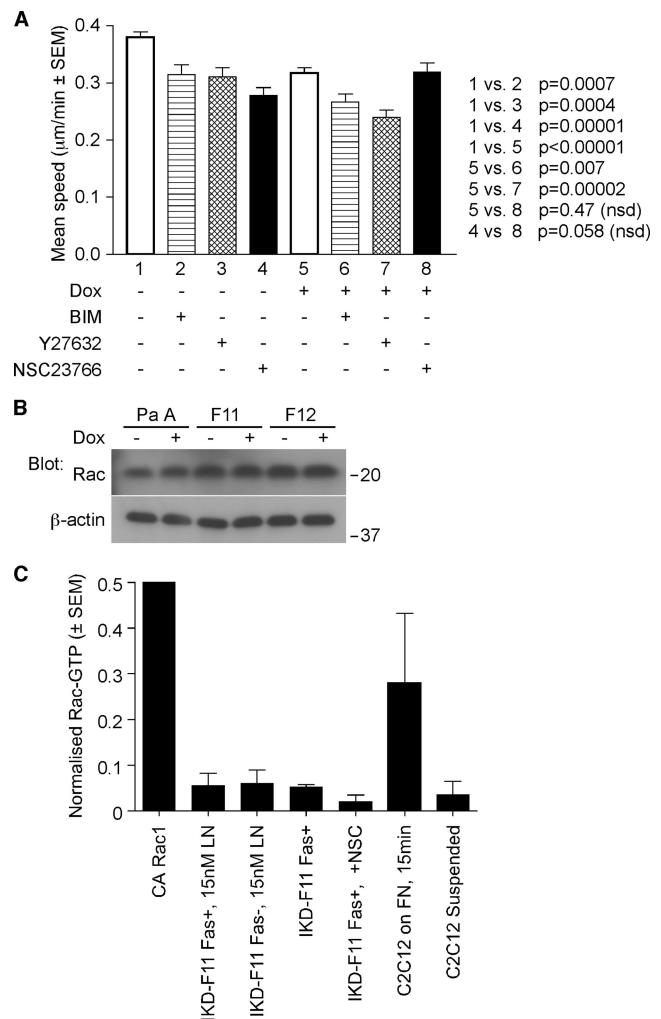 A
Mean speed (μm/min ± SEM)
0.4
0.3
0.4
0.1
0.0
1 2 3 4 5 6 7 8
Dox - - - - + + + +
BIM - + - - - + - -
Y27632 - - + - - - + -
NSC23766 - - - + - - - +
1 vs. 2 p=0.0007
1 vs. 3 p=0.0004
1 vs. 4 p=0.00001
1 vs. 5 p<0.00001
5 vs. 6 p=0.007
5 vs. 7 p=0.00002
5 vs. 8 p=0.47 (nsd)
4 vs 8 p=0.058 (nsd)
B
Pa A F11 F12
Dox - + - + - +
Blot: Rac –20
β-actin –37
C
Normalised Rac-GTP (± SEM)
0.5
0.4
0.3
0.2
0.1
0
CA Rac1
IKD-F11 Fas+, 15nM LN
IKD-F11 Fas-, 15nM LN
IKD-F11 Fas+
IKD-F11 Fas+, +NSC
C2C12 on FN, 15min
C2C12 Suspended